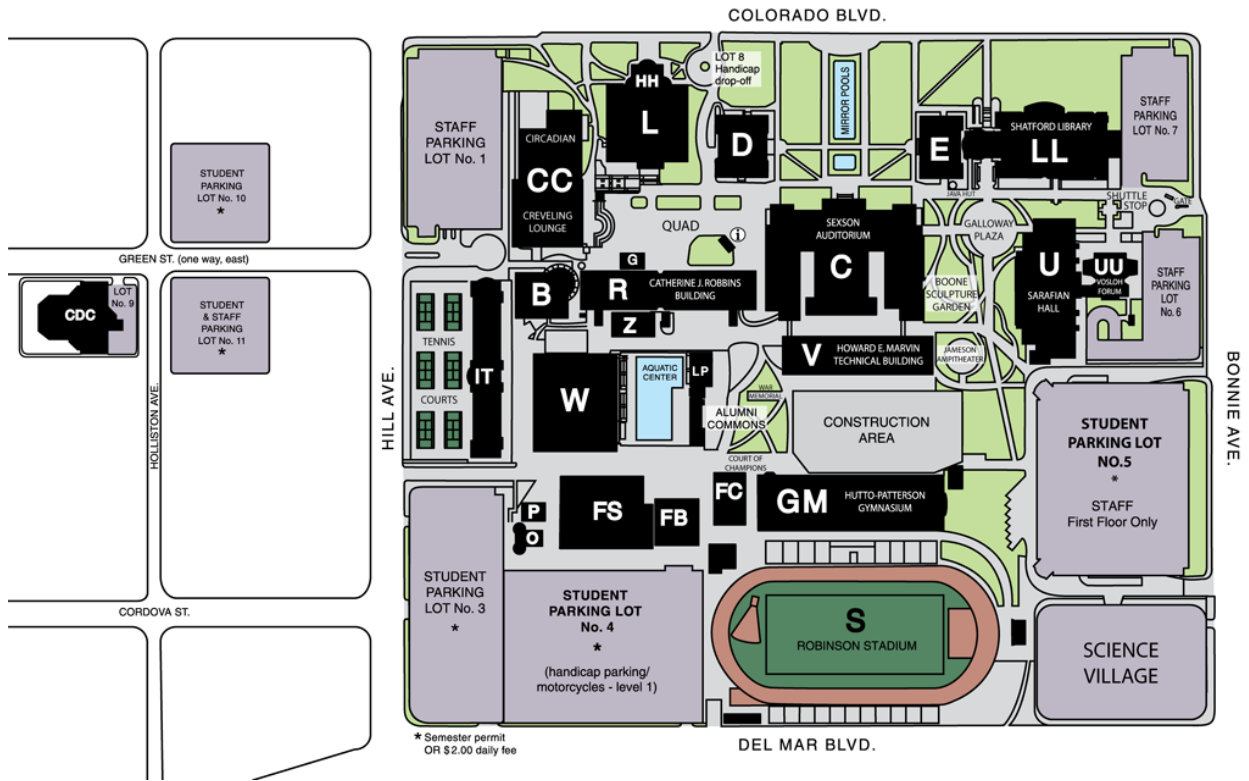 COLORADO BLVD.
LOT 8
Handicap
drop-off
HH
L
MIRROR POOLS
STAFF
PARKING
LOT No. 1
CIRCADIAN
CC
CREVELING
LOUNGE
D
E
SHATFORD LIBRARY
LL
STAFF
PARKING
LOT No. 7
STUDENT
PARKING
LOT No. 10
*
JAVA HUT
SHUTTLE
STOP
GATE
QUAD
i
SEXSON
AUDITORIUM
C
GALLOWAY
PLAZA
GREEN ST. (one way, east)
G
R
CATHERINE J. ROBBINS
BUILDING
B
Z
U
SARAFIAN
HALL
UU
VOSLOH
FORUM
STAFF
PARKING
LOT
No. 6
BOONE
SCULPTURE
GARDEN
CDC
LOT
No. 9
STUDENT
& STAFF
PARKING
LOT No. 11
*
TENNIS
COURTS
IT
W
AQUATIC
CENTER
LP
V
HOWARD E. MARVIN
TECHNICAL BUILDING
JAMESON
AMPITHEATER
HOLLISTON AVE.
HILL AVE.
BONNIE AVE.
WAR
MEMORIAL
ALUMNI
COMMONS
CONSTRUCTION
AREA
STUDENT
PARKING LOT
NO.5
*
STAFF
First Floor Only
COURT OF
CHAMPIONS
P
O
FS
FB
FC
GM
HUTTO-PATTERSON
GYMNASIUM
STUDENT
PARKING
LOT No. 3
*
STUDENT
PARKING LOT
No. 4
*
(handicap parking/
motorcycles - level 1)
S
ROBINSON STADIUM
SCIENCE
VILLAGE
CORDOVA ST.
* Semester permit
OR $2.00 daily fee
DEL MAR BLVD.